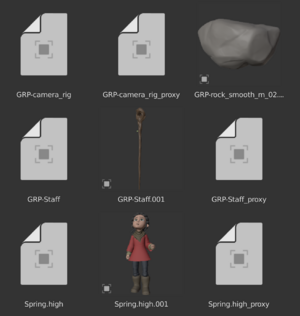 GRP-camera_rig
GRP-camera_rig_proxy
GRP-rock_smooth_m_02...
GRP-Staff
GRP-Staff.001
GRP-Staff_proxy
Spring.high
Spring.high.001
Spring.high_proxy